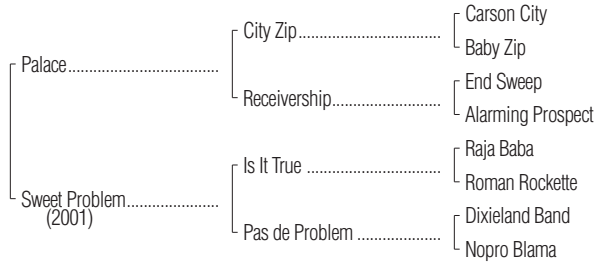 Carson City
City Zip
Baby Zip
Palace
End Sweep
Receivership
Alarming Prospect
Raja Baba
Is It True
Roman Rockette
Sweet Problem
(2001)
Dixieland Band
Pas de Problem
Nopro Blama